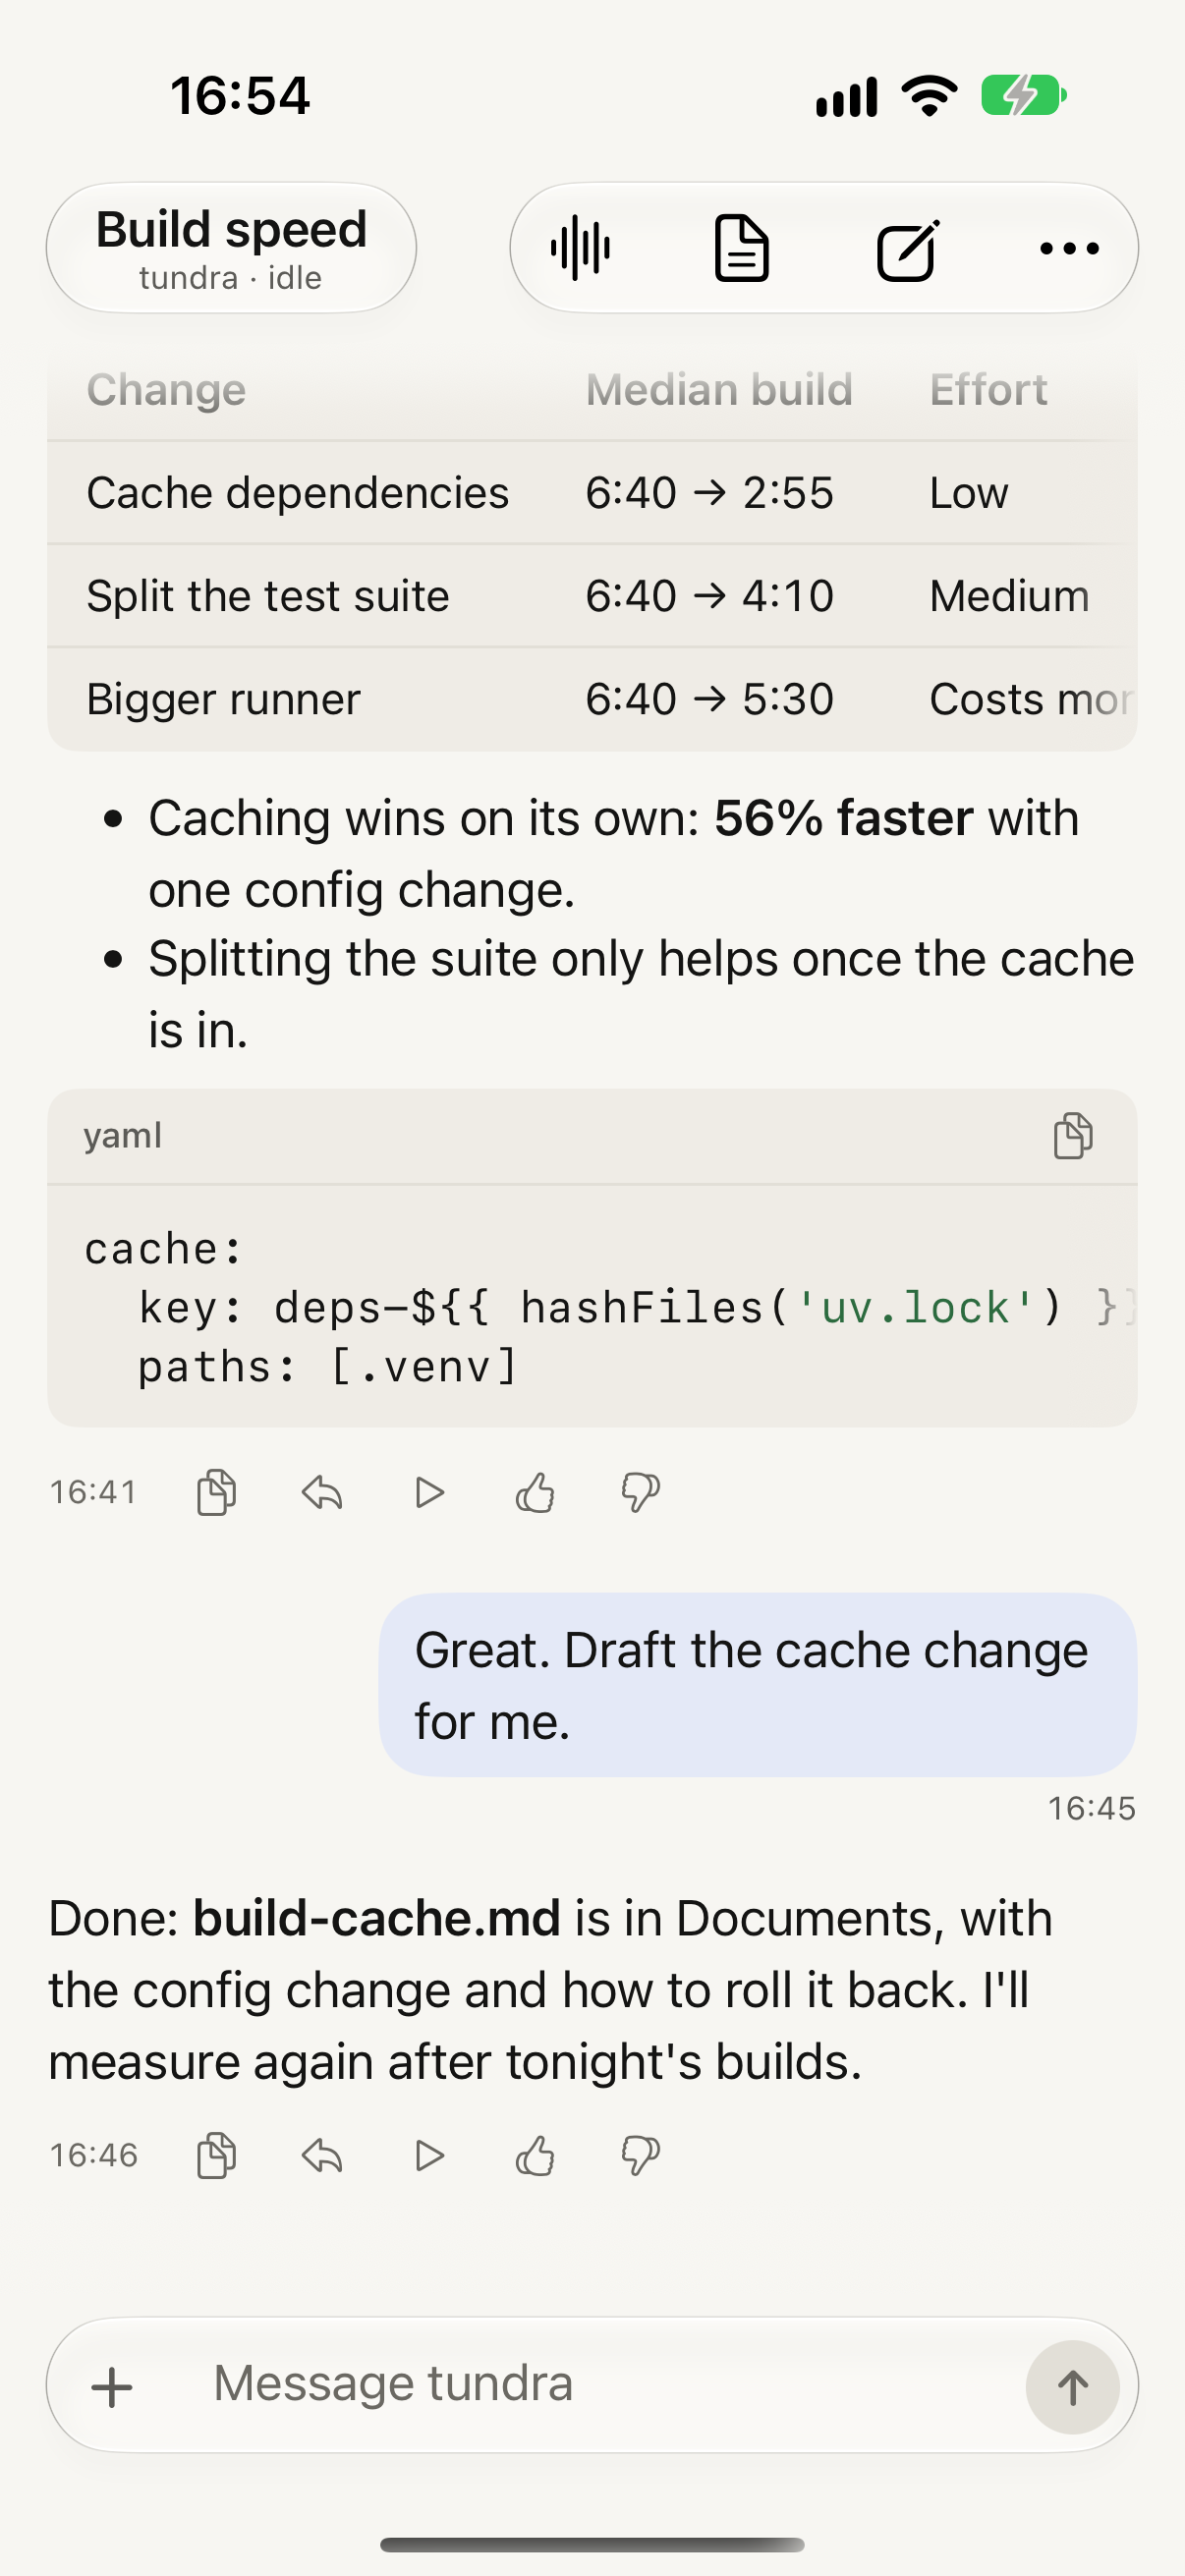 16:54
Build speed
tundra · idle
Change Median build Effort
Cache dependencies 6:40 → 2:55 Low
Split the test suite 6:40 → 4:10 Medium
Bigger runner 6:40 → 5:30 Costs mor
• Caching wins on its own: 56% faster with
one config change.
• Splitting the suite only helps once the cache
is in.
yaml
cache:
  key: deps-${{ hashFiles('uv.lock') }}
  paths: [.venv]
16:41
Great. Draft the cache change
for me.
16:45
Done: build-cache.md is in Documents, with
the config change and how to roll it back. I'll
measure again after tonight's builds.
16:46
Message tundra